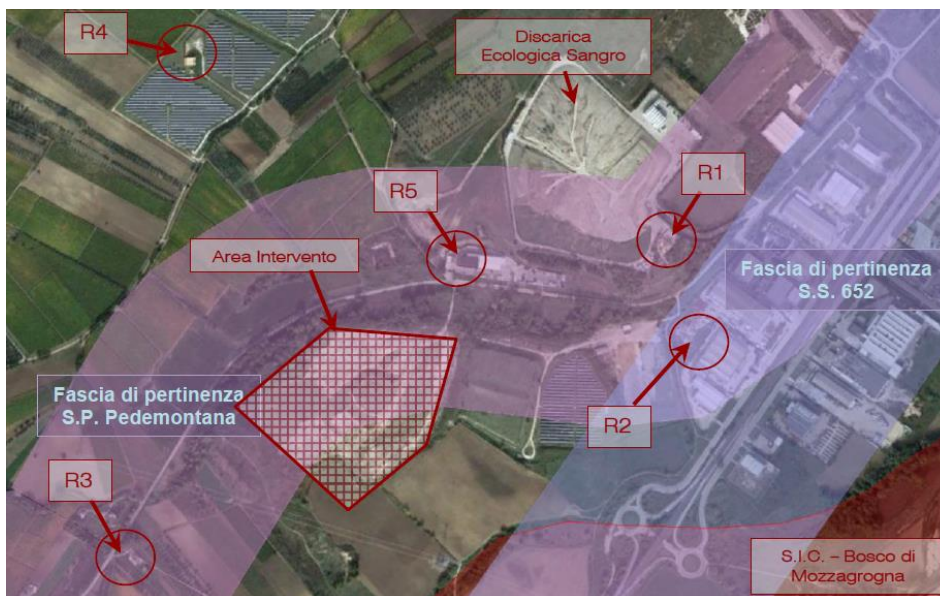 R4
Discarica
Ecologica Sangro
R5
R1
Area Intervento
Fascia di pertinenza
S.S. 652
Fascia di pertinenza
S.P. Pedemontana
R2
R3
S.I.C. – Bosco di
Mozzagrogna